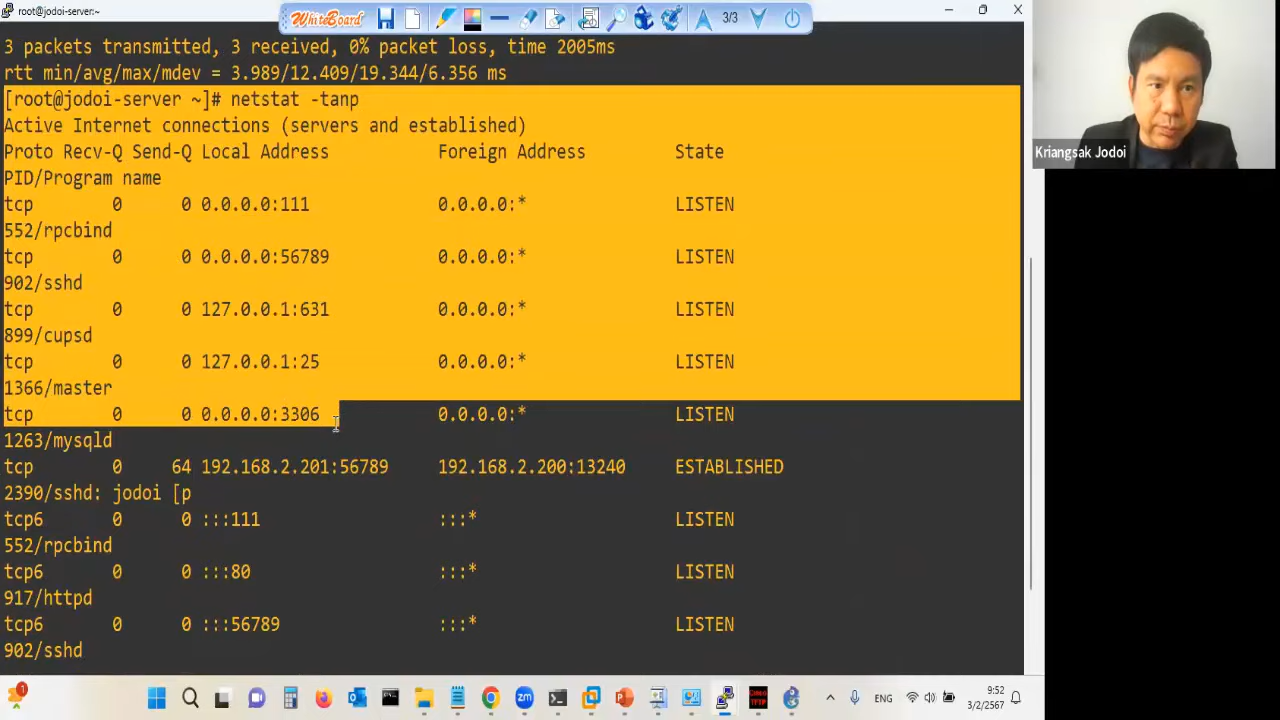 root@jodoi-server:~
WhiteBoard
3/3
3 packets transmitted, 3 received, 0% packet loss, time 2005ms
rtt min/avg/max/mdev = 3.989/12.409/19.344/6.356 ms
[root@jodoi-server ~]# netstat -tanp
Active Internet connections (servers and established)
Proto Recv-Q Send-Q Local Address Foreign Address State
PID/Program name
tcp 0 0 0.0.0.0:111 0.0.0.0:* LISTEN
552/rpcbind
tcp 0 0 0.0.0.0:56789 0.0.0.0:* LISTEN
902/sshd
tcp 0 0 127.0.0.1:631 0.0.0.0:* LISTEN
899/cupsd
tcp 0 0 127.0.0.1:25 0.0.0.0:* LISTEN
1366/master
tcp 0 0 0.0.0.0:3306 0.0.0.0:* LISTEN
1263/mysqld
tcp 0 64 192.168.2.201:56789 192.168.2.200:13240 ESTABLISHED
2390/sshd: jodoi [p
tcp6 0 0 :::111 :::* LISTEN
552/rpcbind
tcp6 0 0 :::80 :::* LISTEN
917/httpd
tcp6 0 0 :::56789 :::* LISTEN
902/sshd
Kriangsak Jodoi
1
zm
ENG
9:52
3/2/2567